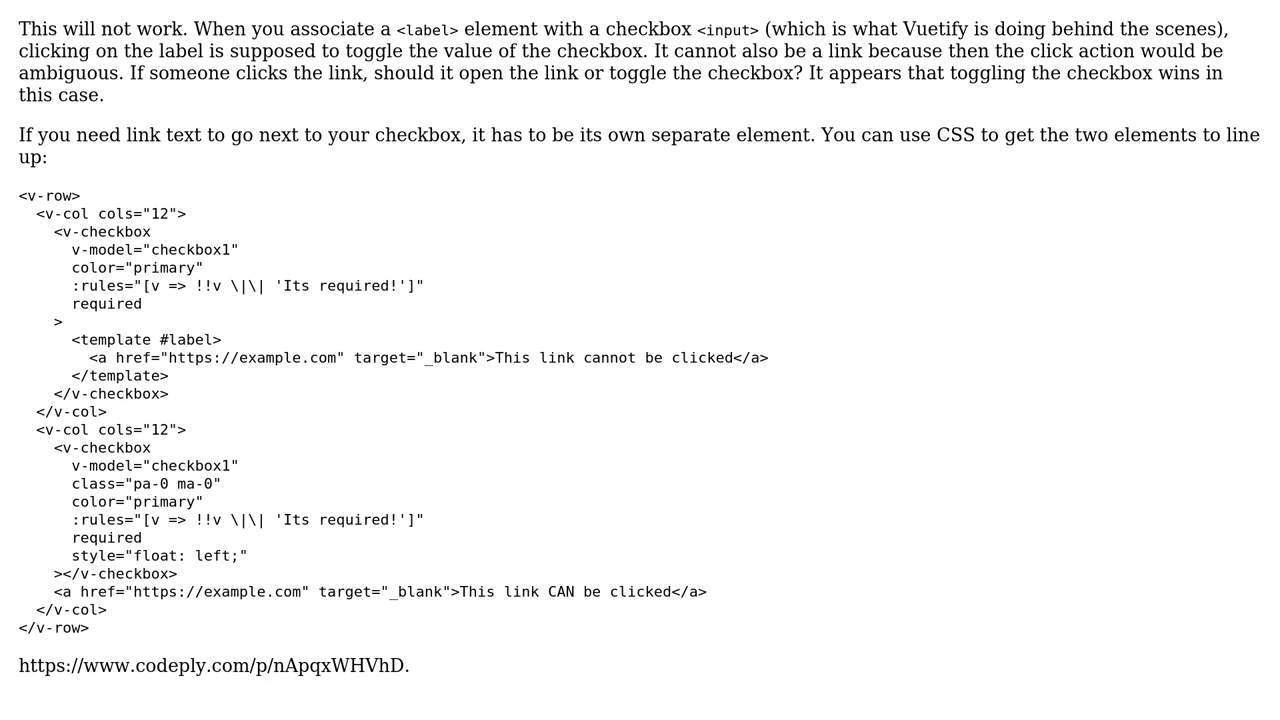 This will not work. When you associate a <label> element with a checkbox <input> (which is what Vuetify is doing behind the scenes),
clicking on the label is supposed to toggle the value of the checkbox. It cannot also be a link because then the click action would be
ambiguous. If someone clicks the link, should it open the link or toggle the checkbox? It appears that toggling the checkbox wins in
this case.
If you need link text to go next to your checkbox, it has to be its own separate element. You can use CSS to get the two elements to line
up:
<v-row>
  <v-col cols="12">
    <v-checkbox
      v-model="checkbox1"
      color="primary"
      :rules="[v => !!v \|\| 'Its required!']"
      required
    >
      <template #label>
        <a href="https://example.com" target="_blank">This link cannot be clicked</a>
      </template>
    </v-checkbox>
  </v-col>
  <v-col cols="12">
    <v-checkbox
      v-model="checkbox1"
      class="pa-0 ma-0"
      color="primary"
      :rules="[v => !!v \|\| 'Its required!']"
      required
      style="float: left;"
    ></v-checkbox>
    <a href="https://example.com" target="_blank">This link CAN be clicked</a>
  </v-col>
</v-row>
https://www.codeply.com/p/nApqxWHVhD.